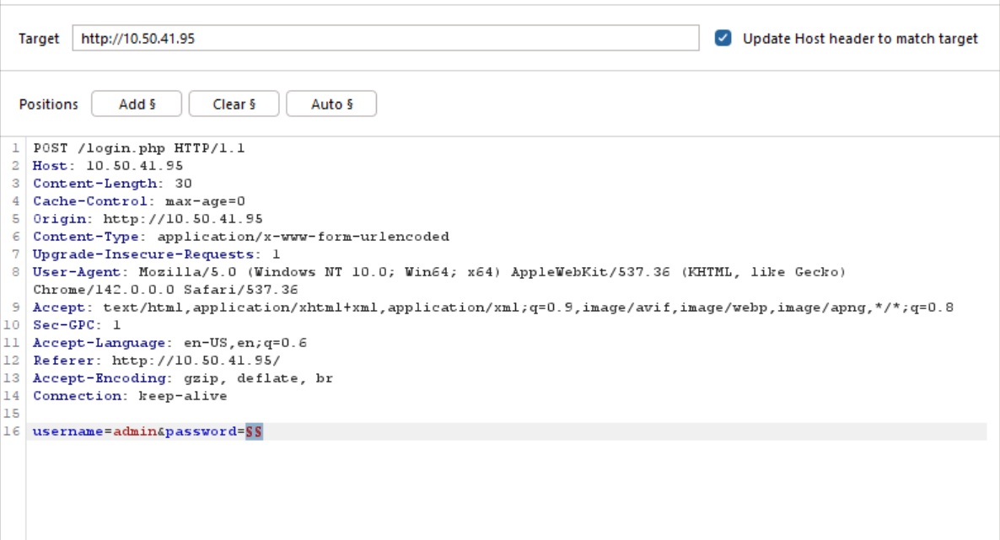 Target http://10.50.41.95 Update Host header to match target
Positions Add § Clear § Auto §
1 POST /login.php HTTP/1.1
2 Host: 10.50.41.95
3 Content-Length: 30
4 Cache-Control: max-age=0
5 Origin: http://10.50.41.95
6 Content-Type: application/x-www-form-urlencoded
7 Upgrade-Insecure-Requests: 1
8 User-Agent: Mozilla/5.0 (Windows NT 10.0; Win64; x64) AppleWebKit/537.36 (KHTML, like Gecko)
Chrome/142.0.0.0 Safari/537.36
9 Accept: text/html,application/xhtml+xml,application/xml;q=0.9,image/avif,image/webp,image/apng,*/*;q=0.8
10 Sec-GPC: 1
11 Accept-Language: en-US,en;q=0.6
12 Referer: http://10.50.41.95/
13 Accept-Encoding: gzip, deflate, br
14 Connection: keep-alive
15
16 username=admin&password=§§